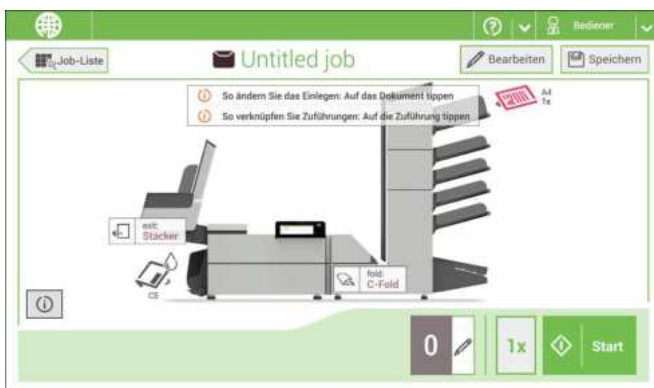 Bediener
Job-Liste
Untitled job
Bearbeiten
Speichern
So ändern Sie das Einlegen: Auf das Dokument tippen
So verknüpfen Sie Zuführungen: Auf die Zuführung tippen
A4
1x
exit:
Stacker
C5
fold:
C-Fold
0
1x
Start